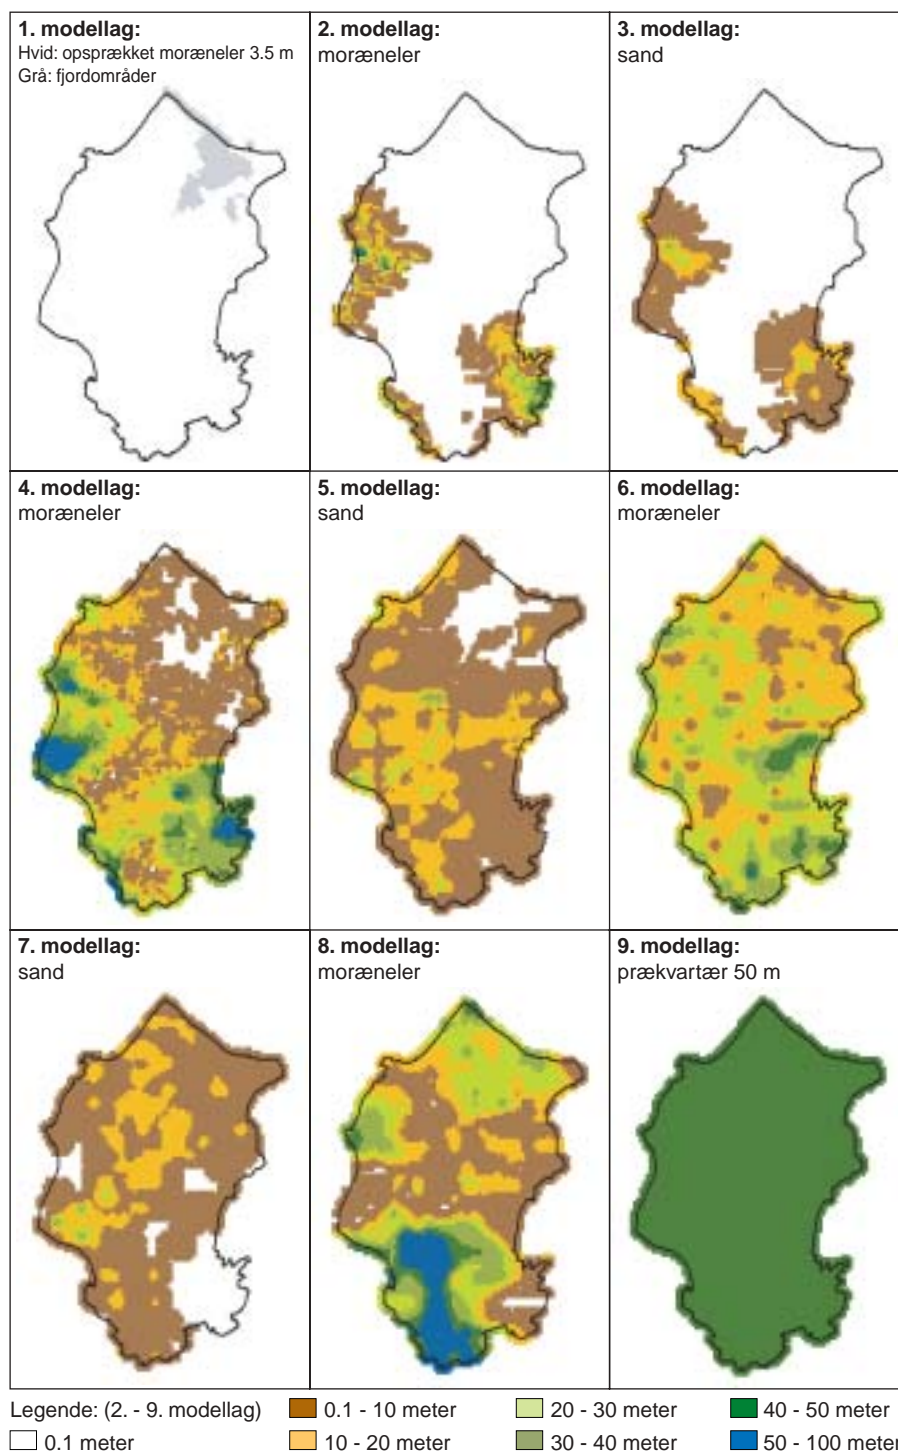 1. modellag:
Hvid: opsprækket moræneler 3.5 m
Grå: fjordområder
2. modellag:
moræneler
3. modellag:
sand
4. modellag:
moræneler
5. modellag:
sand
6. modellag:
moræneler
7. modellag:
sand
8. modellag:
moræneler
9. modellag:
prækvartær 50 m
Legende: (2. - 9. modellag)
0.1 meter
0.1 - 10 meter
10 - 20 meter
20 - 30 meter
30 - 40 meter
40 - 50 meter
50 - 100 meter